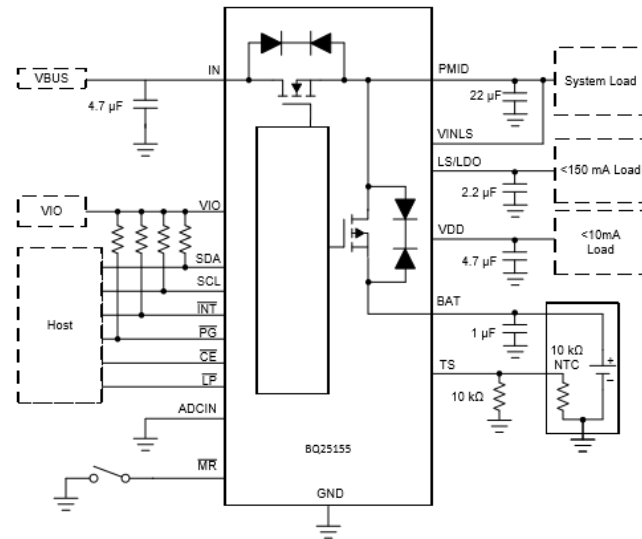 VBUS
IN
4.7 µF
PMID
22 µF
System Load
VINLS
LS/LDO
2.2 µF
<150 mA Load
VIO
VIO
VDD
4.7 µF
<10mA
Load
Host
SDA
SCL
INT
PG
CE
LP
BAT
1 µF
TS
10 kΩ
10 kΩ
NTC
+
−
ADCIN
MR
BQ25155
GND